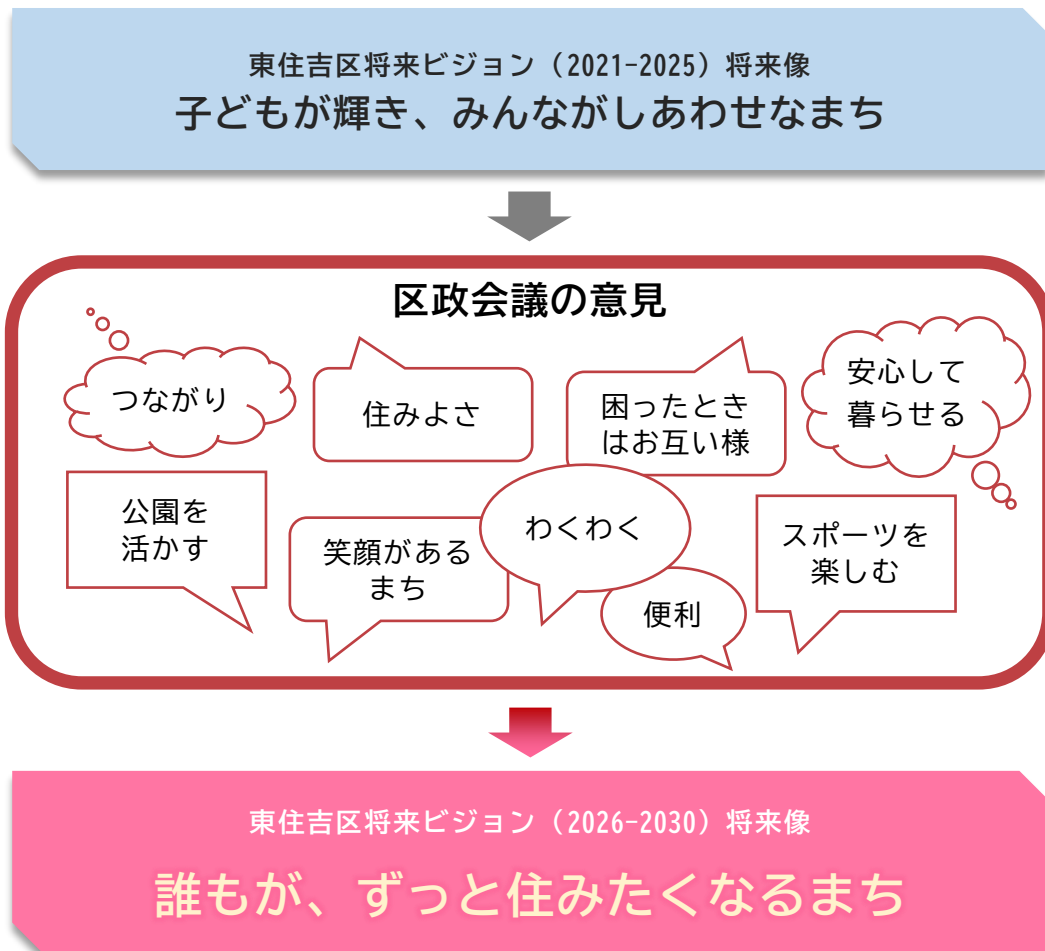 東住吉区将来ビジョン（2021-2025）将来像
子どもが輝き、みんながしあわせなまち
区政会議の意見
つながり
住みよさ
困ったとき
はお互い様
安心して
暮らせる
公園を
活かす
笑顔がある
まち
わくわく
便利
スポーツを
楽しむ
東住吉区将来ビジョン（2026-2030）将来像
誰もが、ずっと住みたくなるまち